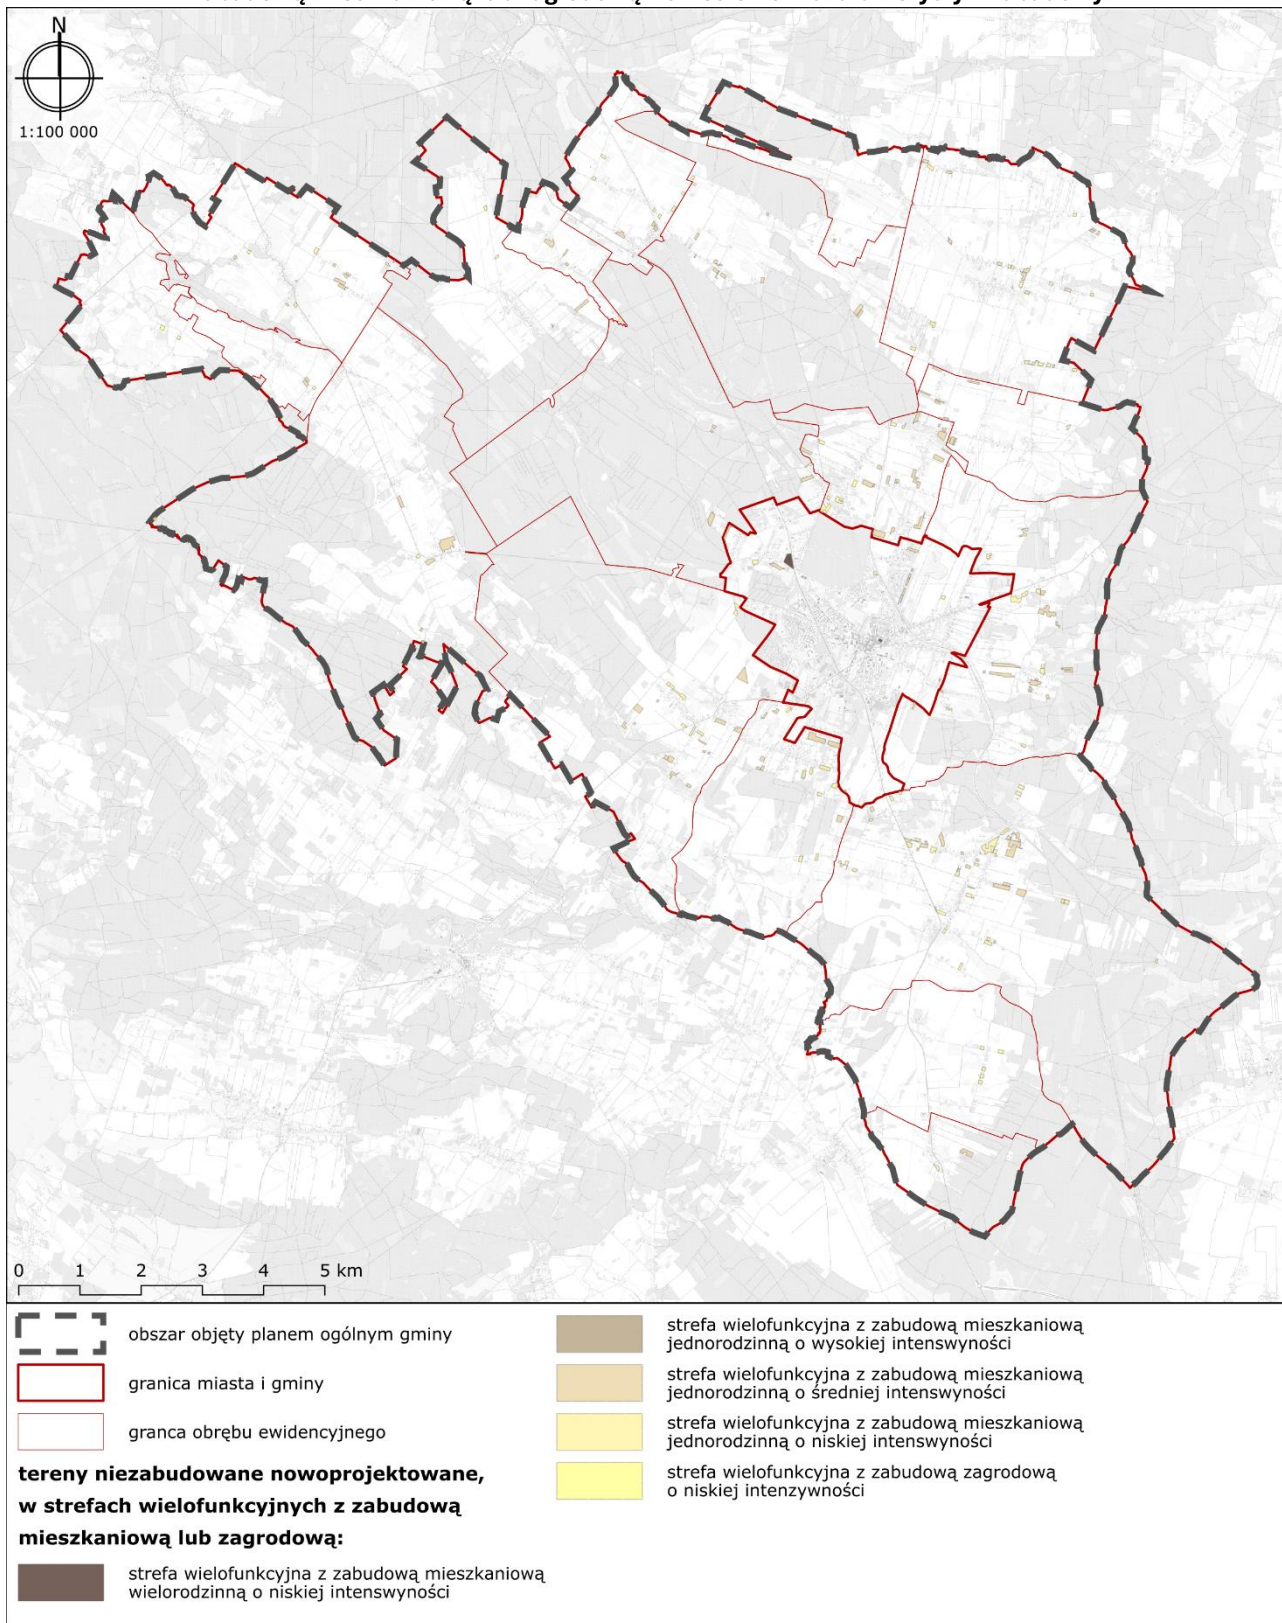 N
1:100 000
0 1 2 3 4 5 km
obszar objęty planem ogólnym gminy
granica miasta i gminy
granca obrębu ewidencyjnego
tereny niezabudowane nowoprojektowane,
w strefach wielofunkcyjnych z zabudową
mieszkaniową lub zagrodową:
strefa wielofunkcyjna z zabudową mieszkaniową
wielorodzinną o niskiej intenswyności
strefa wielofunkcyjna z zabudową mieszkaniową
jednorodzinną o wysokiej intenswyności
strefa wielofunkcyjna z zabudową mieszkaniową
jednorodzinną o średniej intenswyności
strefa wielofunkcyjna z zabudową mieszkaniową
jednorodzinną o niskiej intenswyności
strefa wielofunkcyjna z zabudową zagrodową
o niskiej intenzywności